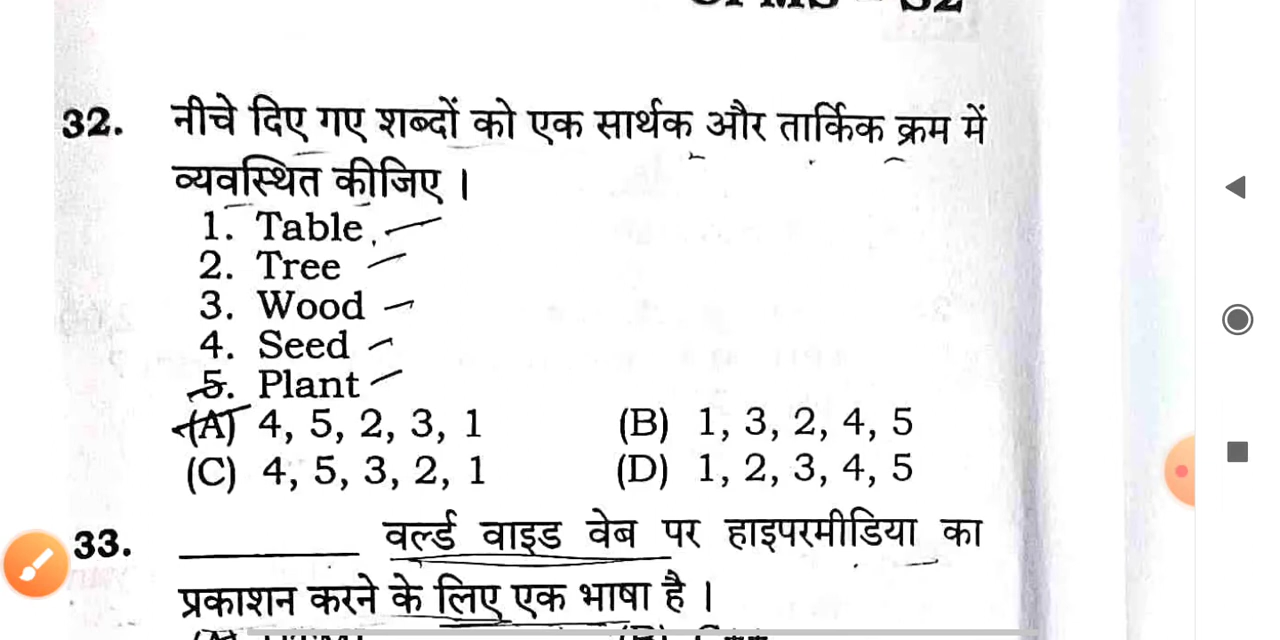 32. नीचे दिए गए शब्दों को एक सार्थक और तार्किक क्रम में
व्यवस्थित कीजिए ।
1. Table
2. Tree
3. Wood
4. Seed
5. Plant
(A) 4, 5, 2, 3, 1 (B) 1, 3, 2, 4, 5
(C) 4, 5, 3, 2, 1 (D) 1, 2, 3, 4, 5
33. ________ वर्ल्ड वाइड वेब पर हाइपरमीडिया का
प्रकाशन करने के लिए एक भाषा है ।